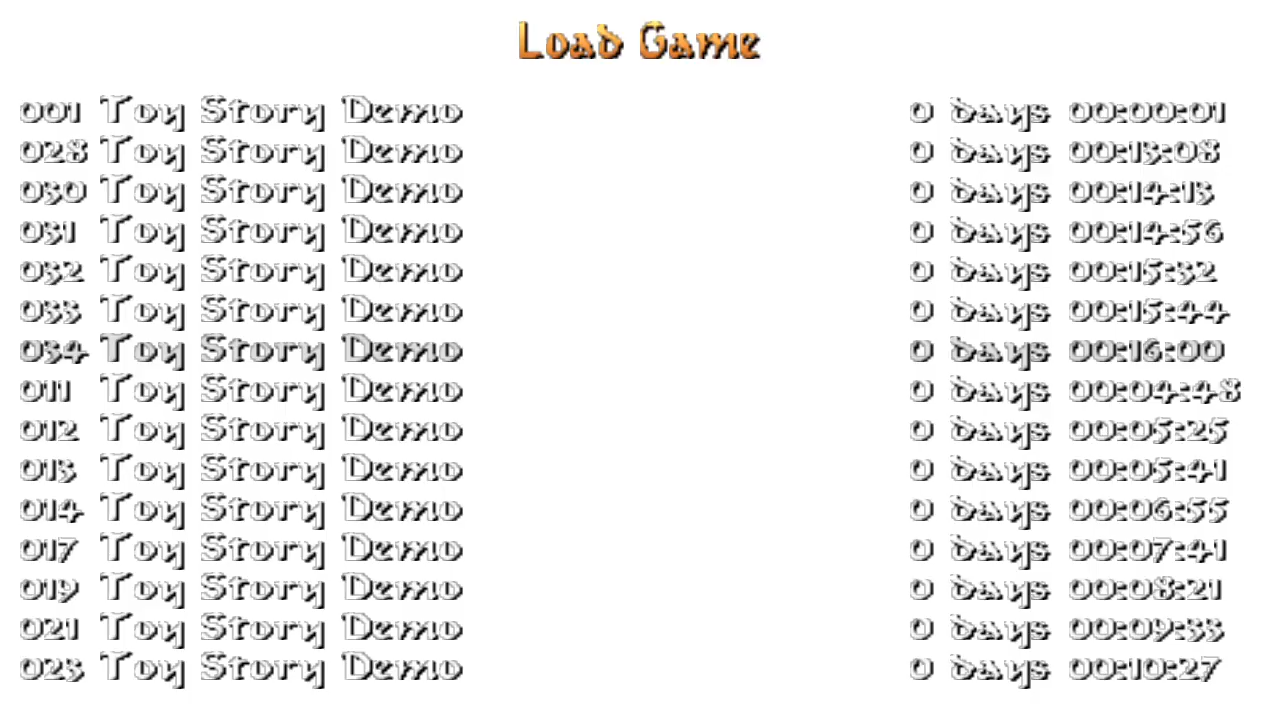 Load Game
001 Toy Story Demo 0 days 00:00:01
028 Toy Story Demo 0 days 00:13:08
030 Toy Story Demo 0 days 00:14:13
031 Toy Story Demo 0 days 00:14:56
032 Toy Story Demo 0 days 00:15:32
033 Toy Story Demo 0 days 00:15:44
034 Toy Story Demo 0 days 00:16:00
011 Toy Story Demo 0 days 00:04:48
012 Toy Story Demo 0 days 00:05:25
013 Toy Story Demo 0 days 00:05:41
014 Toy Story Demo 0 days 00:06:55
017 Toy Story Demo 0 days 00:07:41
019 Toy Story Demo 0 days 00:08:21
021 Toy Story Demo 0 days 00:09:33
023 Toy Story Demo 0 days 00:10:27